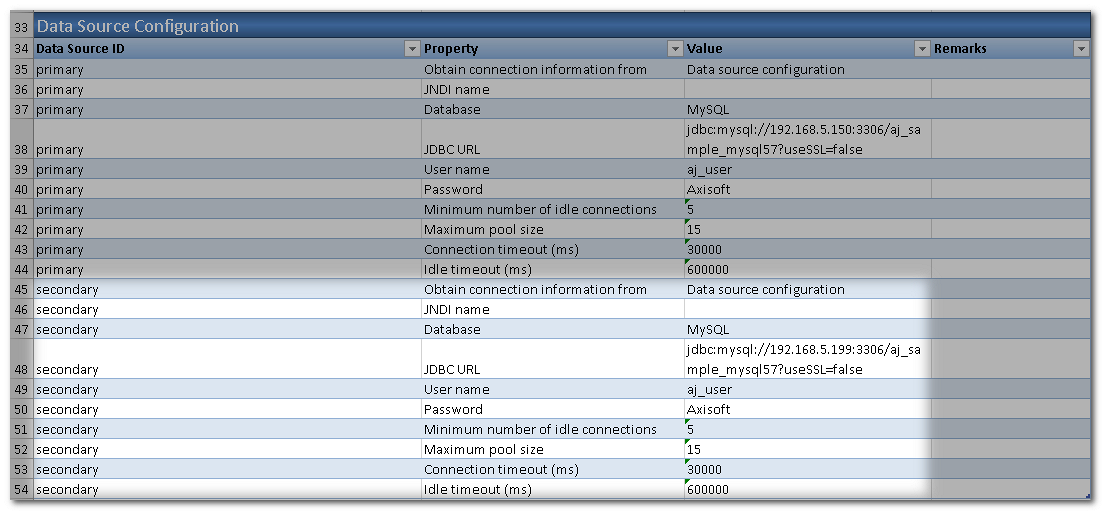 33 Data Source Configuration
34 Data Source ID Property Value Remarks
35 primary Obtain connection information from Data source configuration
36 primary JNDI name
37 primary Database MySQL
jdbc:mysql://192.168.5.150:3306/aj_sa
38 primary JDBC URL mple_mysql57?useSSL=false
39 primary User name aj_user
40 primary Password Axisoft
41 primary Minimum number of idle connections 5
42 primary Maximum pool size 15
43 primary Connection timeout (ms) 30000
44 primary Idle timeout (ms) 600000
45 secondary Obtain connection information from Data source configuration
46 secondary JNDI name
47 secondary Database MySQL
jdbc:mysql://192.168.5.199:3306/aj_sa
48 secondary JDBC URL mple_mysql57?useSSL=false
49 secondary User name aj_user
50 secondary Password Axisoft
51 secondary Minimum number of idle connections 5
52 secondary Maximum pool size 15
53 secondary Connection timeout (ms) 30000
54 secondary Idle timeout (ms) 600000